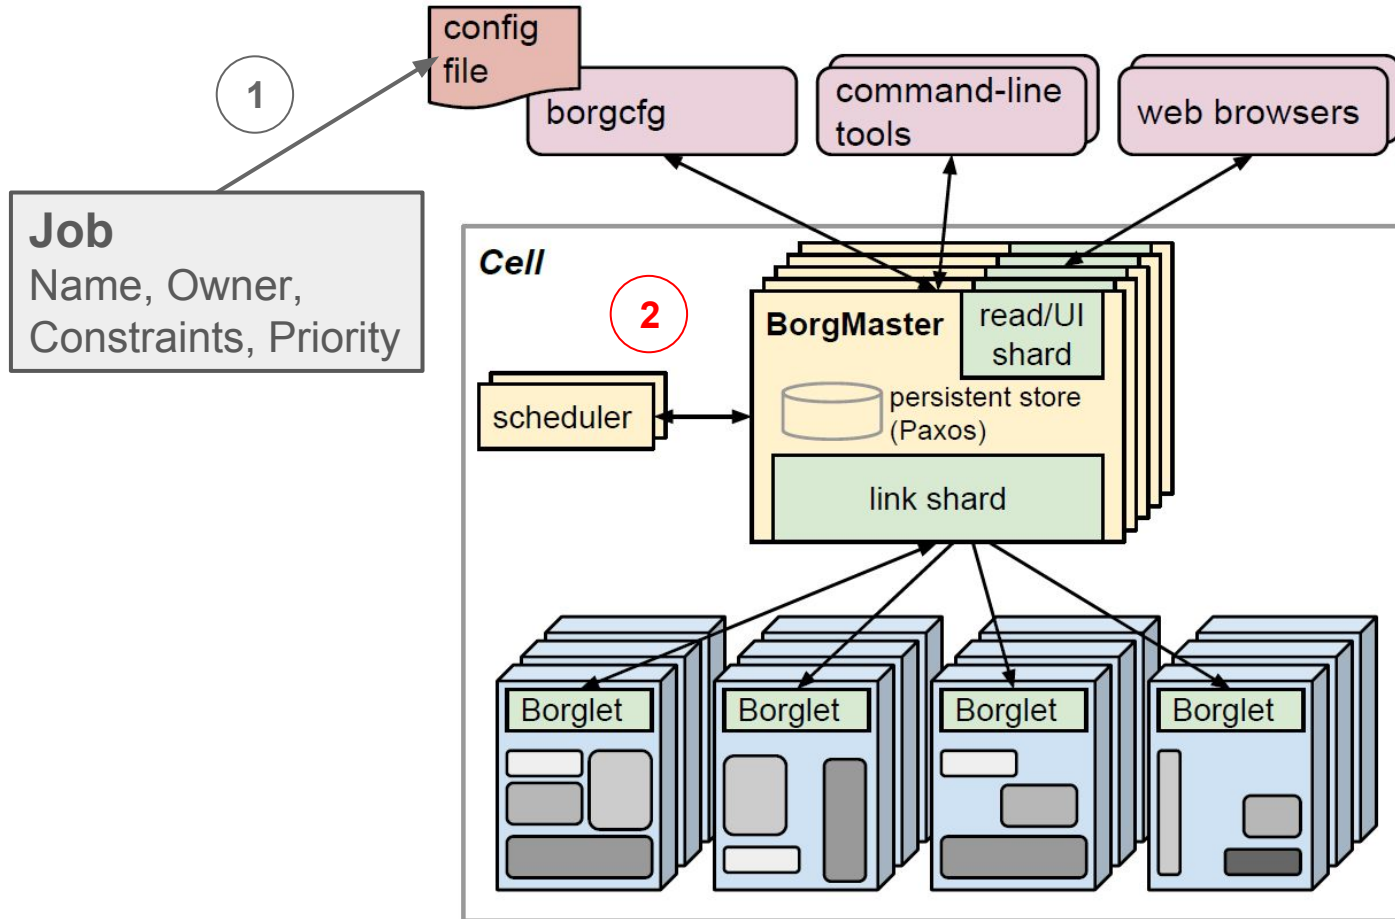 config
file
1
borgcfg
command-line
tools
web browsers
Job
Name, Owner,
Constraints, Priority
Cell
2
BorgMaster
read/UI
shard
scheduler
persistent store
(Paxos)
link shard
Borglet
Borglet
Borglet
Borglet